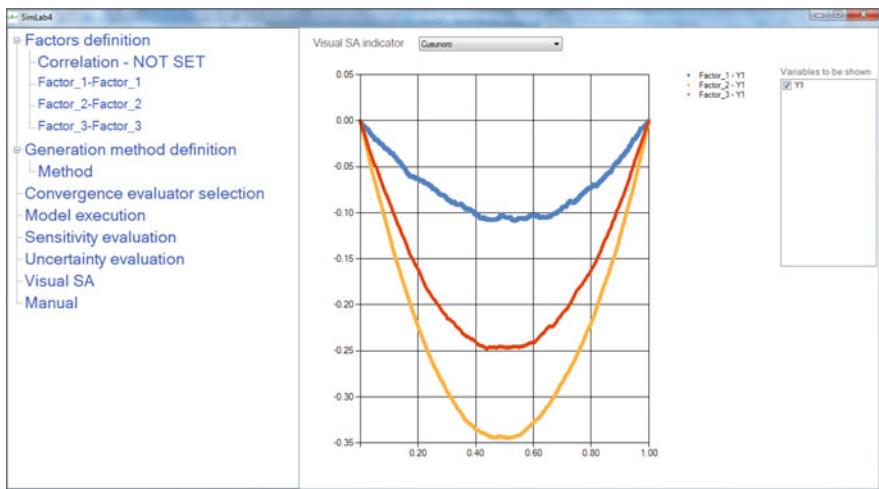 SimLab4
Factors definition
Correlation - NOT SET
Factor_1-Factor_1
Factor_2-Factor_2
Factor_3-Factor_3
Generation method definition
Method
Convergence evaluator selection
Model execution
Sensitivity evaluation
Uncertainty evaluation
Visual SA
Manual
Visual SA indicator
Cusunoro
0.05
0.00
-0.05
-0.10
-0.15
-0.20
-0.25
-0.30
-0.35
0.20 0.40 0.60 0.80 1.00
Factor_1 - Y1
Factor_2 - Y1
Factor_3 - Y1
Variables to be shown
Y1